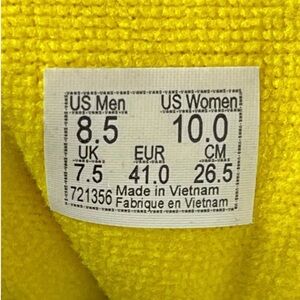 US Men US Women
8.5 10.0
UK EUR CM
7.5 41.0 26.5
721356 Made in Vietnam
Fabrique en Vietnam